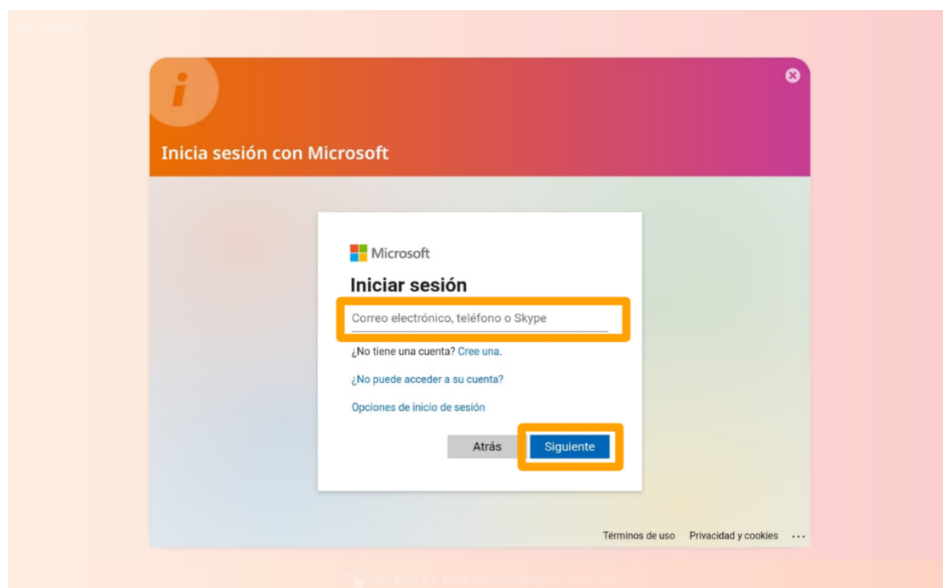 i
Inicia sesión con Microsoft
Microsoft
Iniciar sesión
Correo electrónico, teléfono o Skype
¿No tiene una cuenta? Cree una.
¿No puede acceder a su cuenta?
Opciones de inicio de sesión
Atrás Siguiente
Términos de uso Privacidad y cookies ...